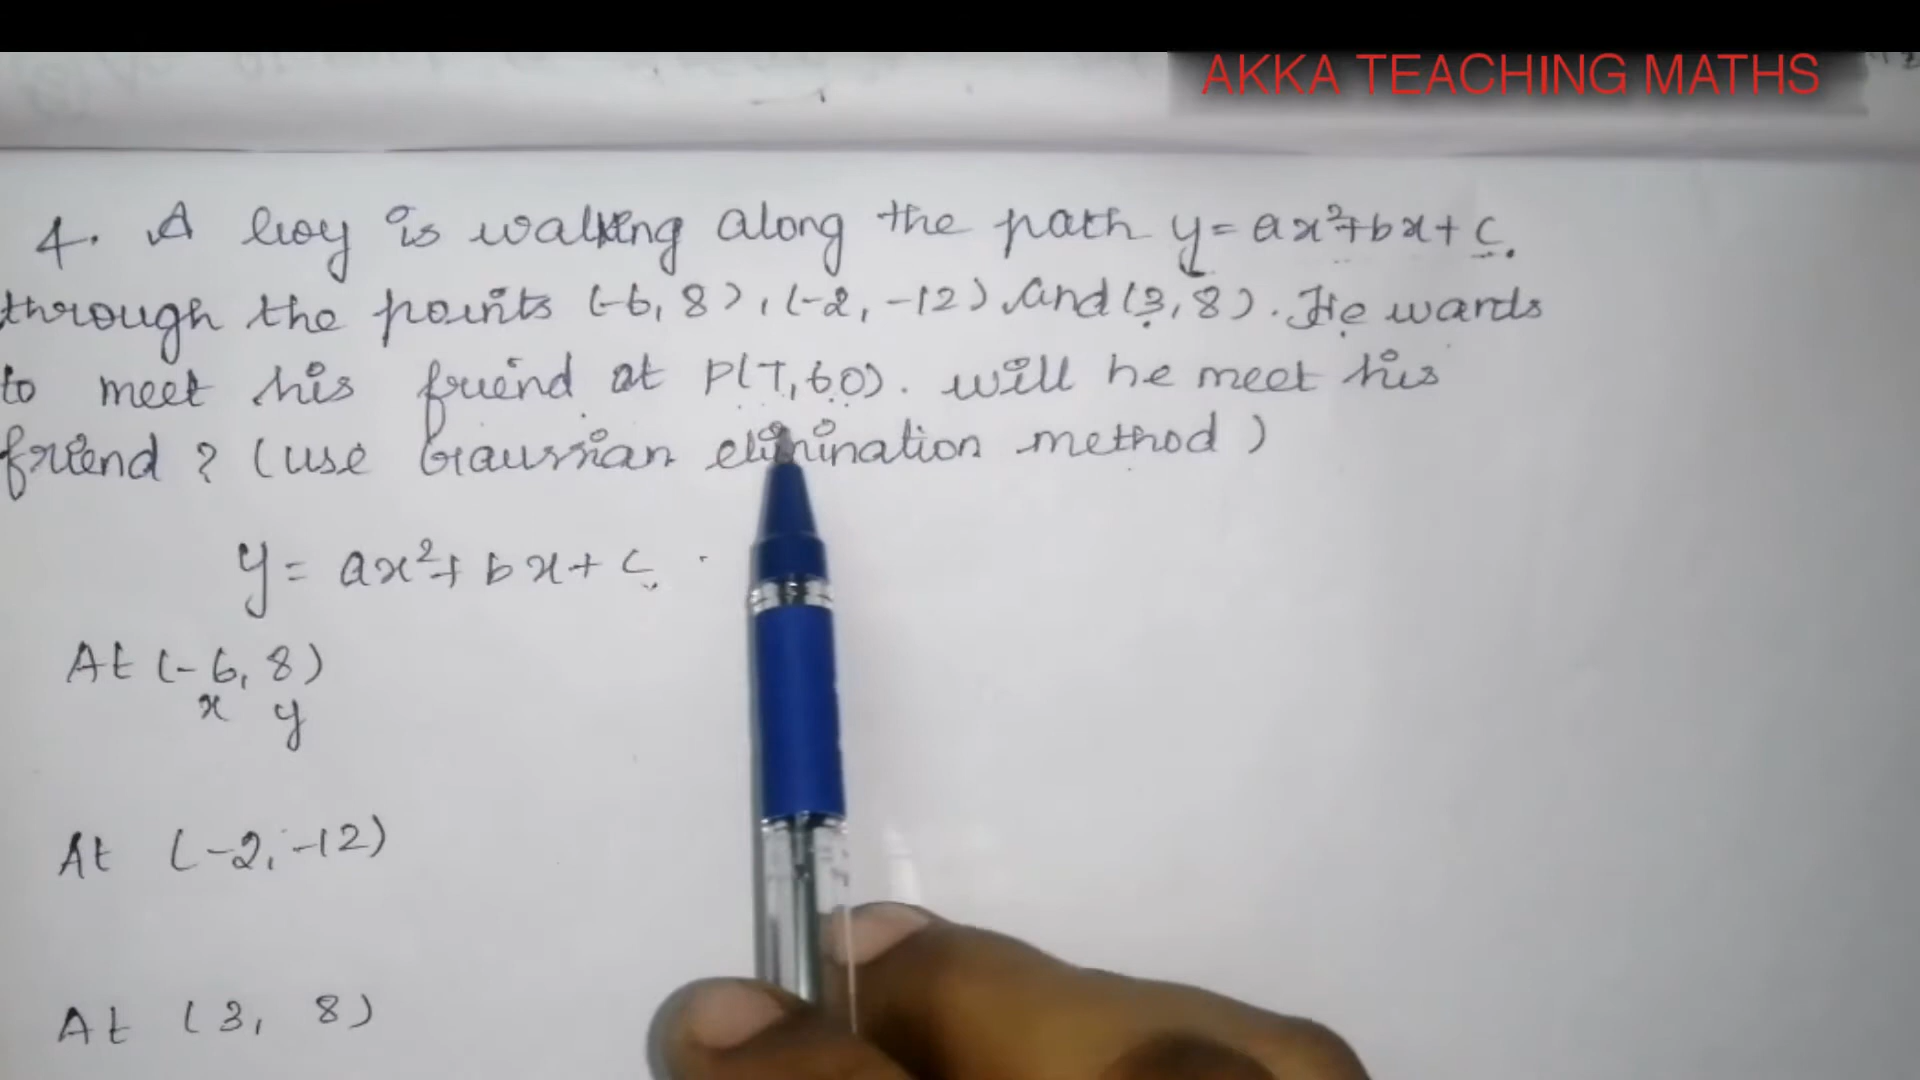 AKKA TEACHING MATHS
4. A boy is walking along the path y = ax²+bx+c.
through the points (-6, 8), (-2, -12) and (3, 8). He wards
to meet his friend at P(7, 60). will he meet his
friend ? (use Gaussian elimination method)
y = ax²+bx+c
At (-6, 8)
x y
At (-2, -12)
At (3, 8)